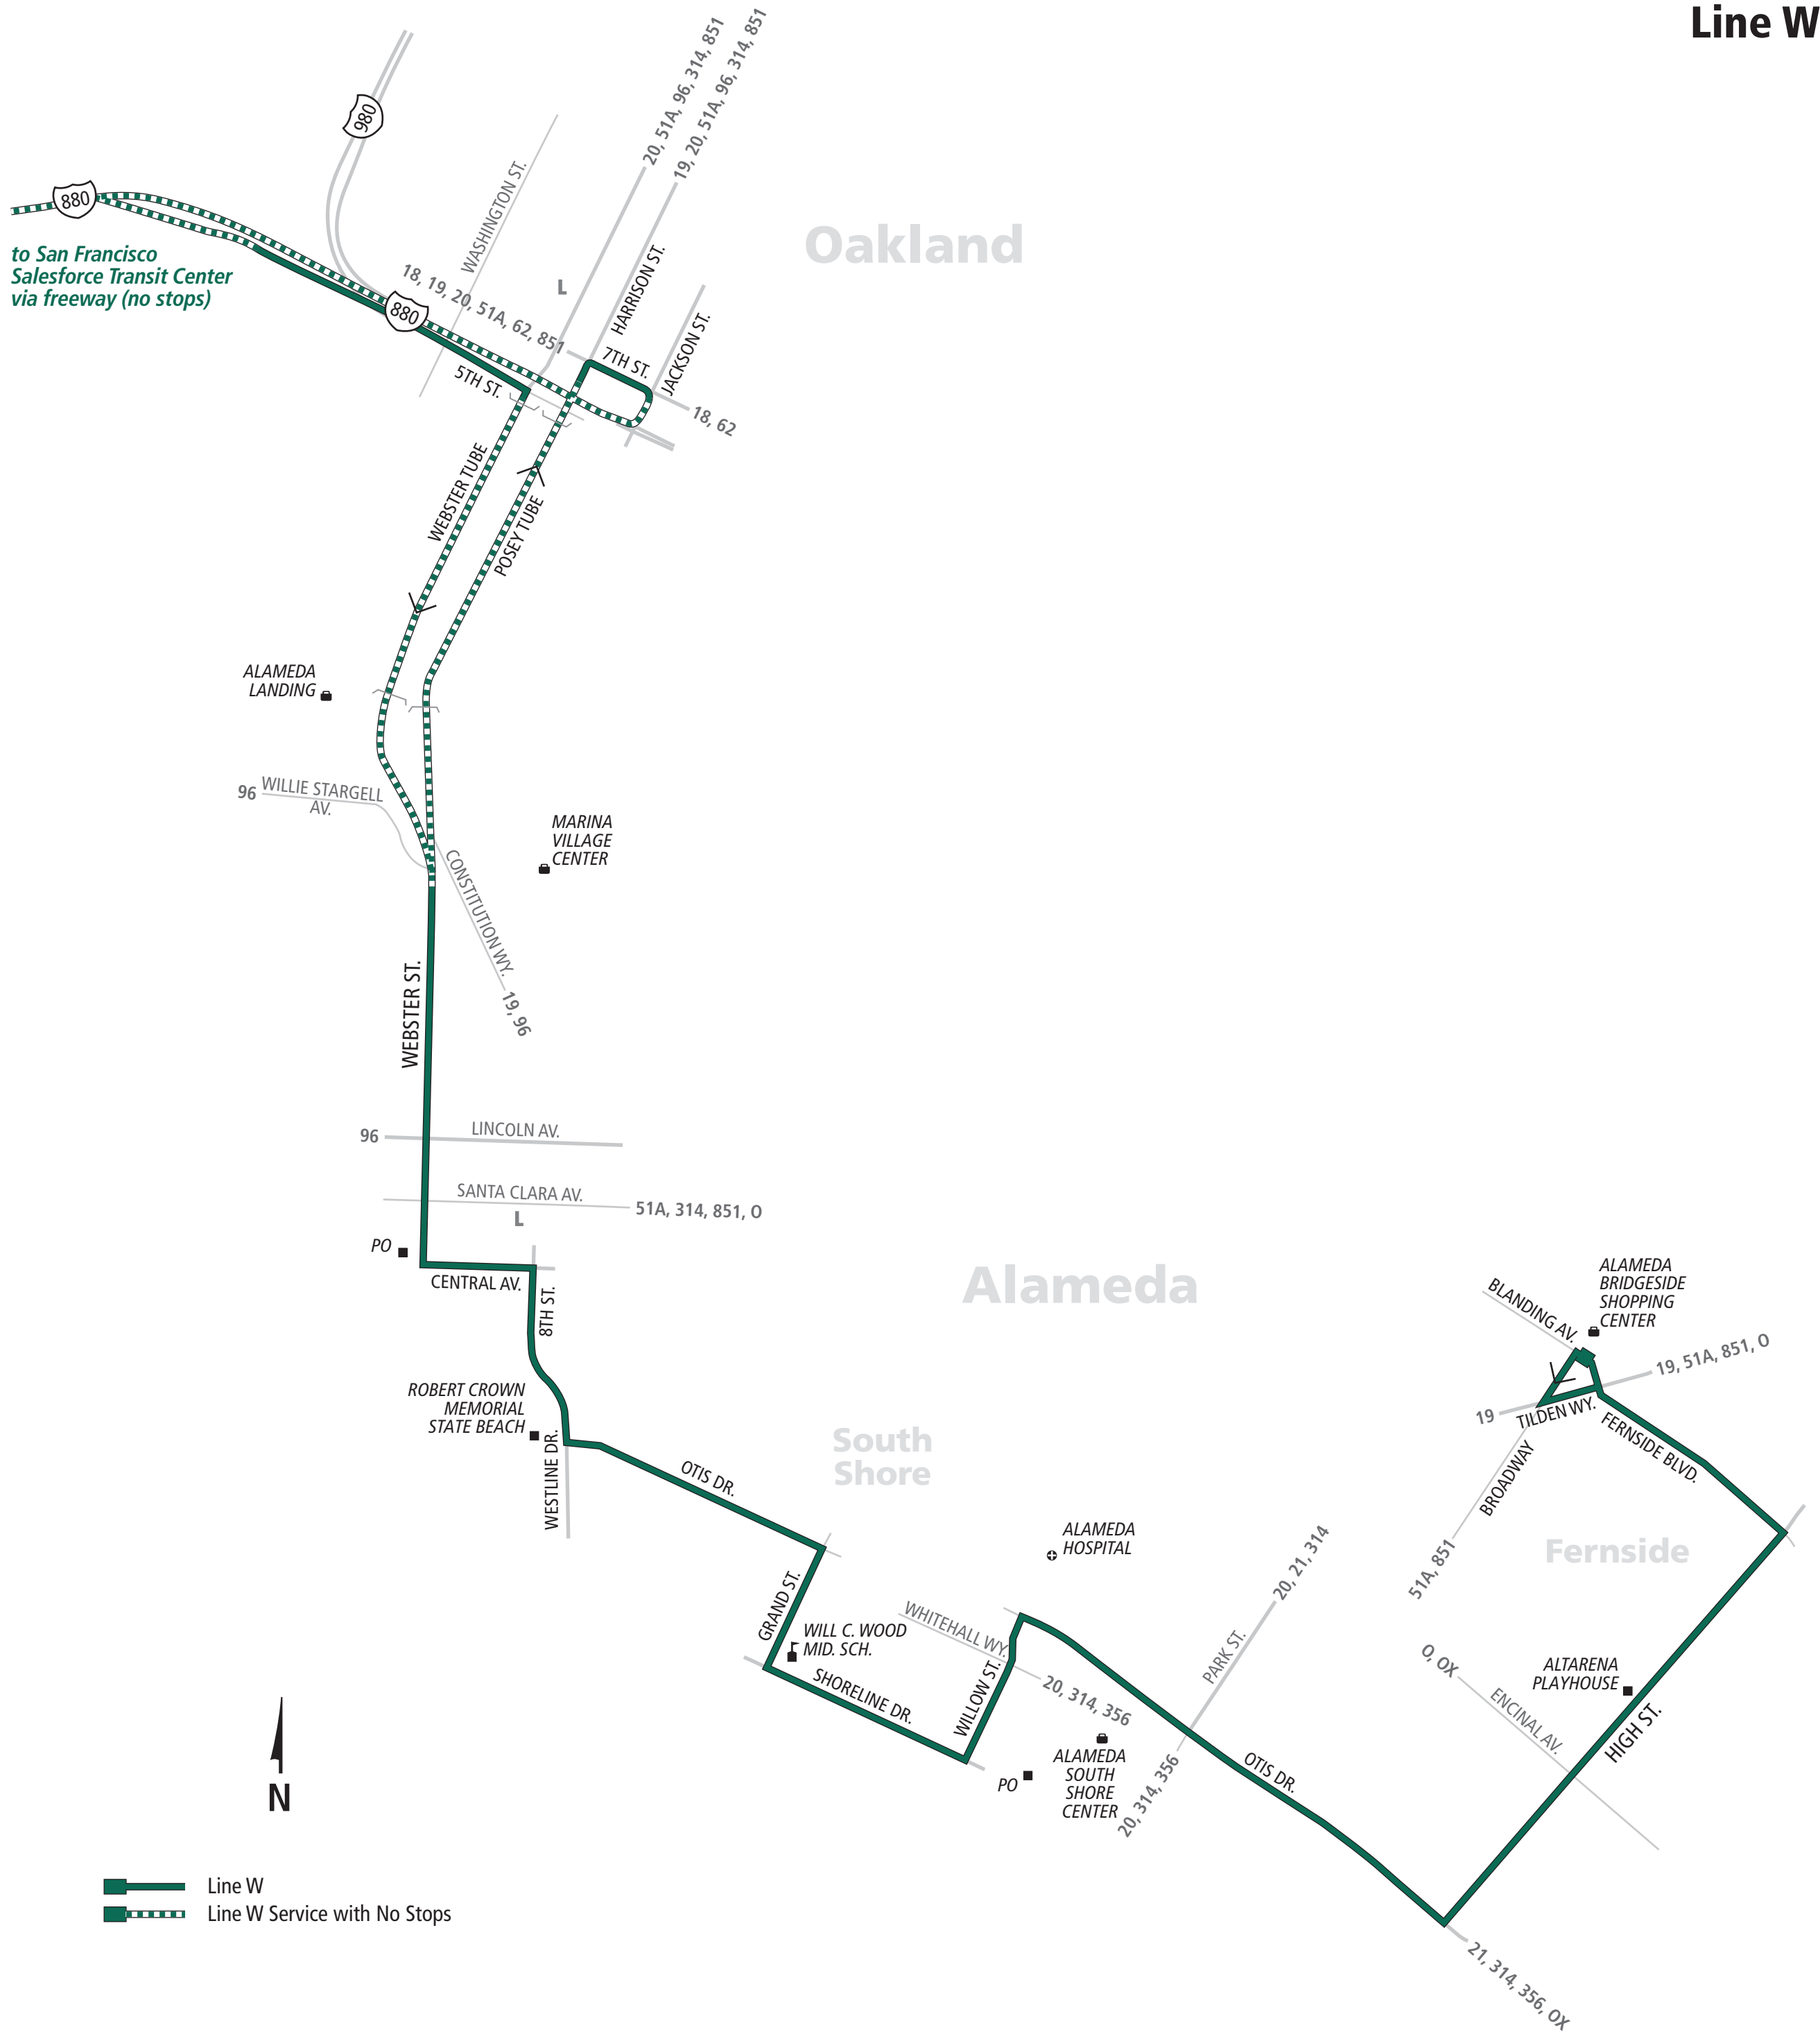 Line W
20, 51A, 96, 314, 851
19, 20, 51A, 96, 314, 851
980
880
WASHINGTON ST.
Oakland
to San Francisco
Salesforce Transit Center
via freeway (no stops)
18, 19, 20, 51A, 62, 851
L
HARRISON ST.
880
7TH ST.
JACKSON ST.
5TH ST.
18, 62
WEBSTER TUBE
POSEY TUBE
ALAMEDA
LANDING
96
WILLIE STARGELL
AV.
MARINA
VILLAGE
CENTER
CONSTITUTION WY.
19, 96
WEBSTER ST.
96
LINCOLN AV.
SANTA CLARA AV.
51A, 314, 851, O
L
PO
CENTRAL AV.
8TH ST.
Alameda
ALAMEDA
BRIDGESIDE
SHOPPING
CENTER
BLANDING AV.
19, 51A, 851, O
19
TILDEN WY.
FERNSIDE BLVD.
BROADWAY
51A, 851
ROBERT CROWN
MEMORIAL
STATE BEACH
WESTLINE DR.
OTIS DR.
South
Shore
Fernside
ALAMEDA
HOSPITAL
20, 21, 314
PARK ST.
GRAND ST.
WILL C. WOOD
MID. SCH.
WHITEHALL WY.
20, 314, 356
SHORELINE DR.
WILLOW ST.
O, OX
ENCINAL AV.
ALTARENA
PLAYHOUSE
HIGH ST.
PO
ALAMEDA
SOUTH
SHORE
CENTER
20, 314, 356
OTIS DR.
N
Line W
Line W Service with No Stops
21, 314, 356, OX